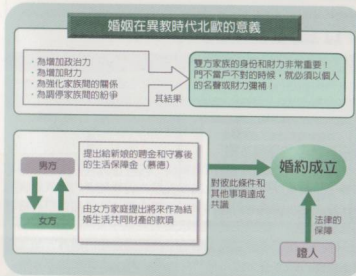 婚姻在異教時代北歐的意義
・為增加政治力
・為增加財力
・為強化家族間的關係
・為調停家族間的紛爭
其結果
雙方家族的身份和財力非常重要！
門不當戶不對的時候，就必須以個人
的名聲或財力彌補！
男方
女方
提出給新娘的聘金和守寡後
的生活保障金（慕德）
由女方家庭提出將來作為結
婚生活共同財產的款項
對彼此條件和
其他事項達成
共識
婚約成立
法律的
保障
證人